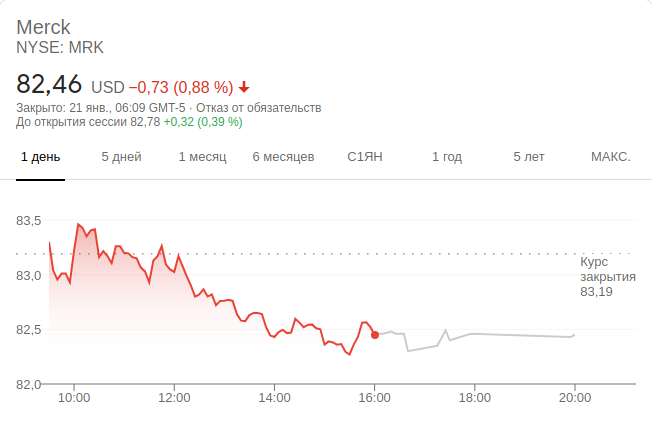 Merck
NYSE: MRK
82,46 USD −0,73 (0,88 %)
Закрыто: 21 янв., 06:09 GMT-5 · Отказ от обязательств
До открытия сессии 82,78 +0,32 (0,39 %)
1 день 5 дней 1 месяц 6 месяцев С1ЯН 1 год 5 лет МАКС.
83,5
Курс
закрытия
83,19
83,0
82,5
82,0
10:00 12:00 14:00 16:00 18:00 20:00